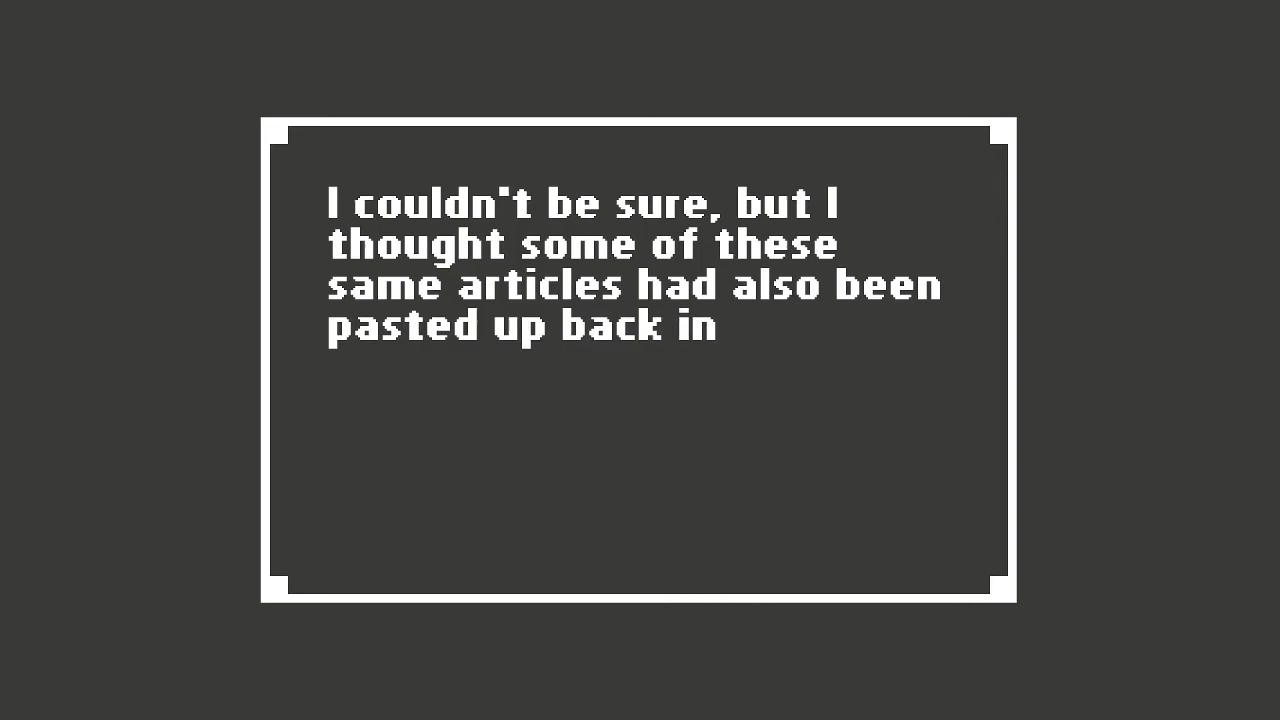 I couldn't be sure, but I
thought some of these
same articles had also been
pasted up back in